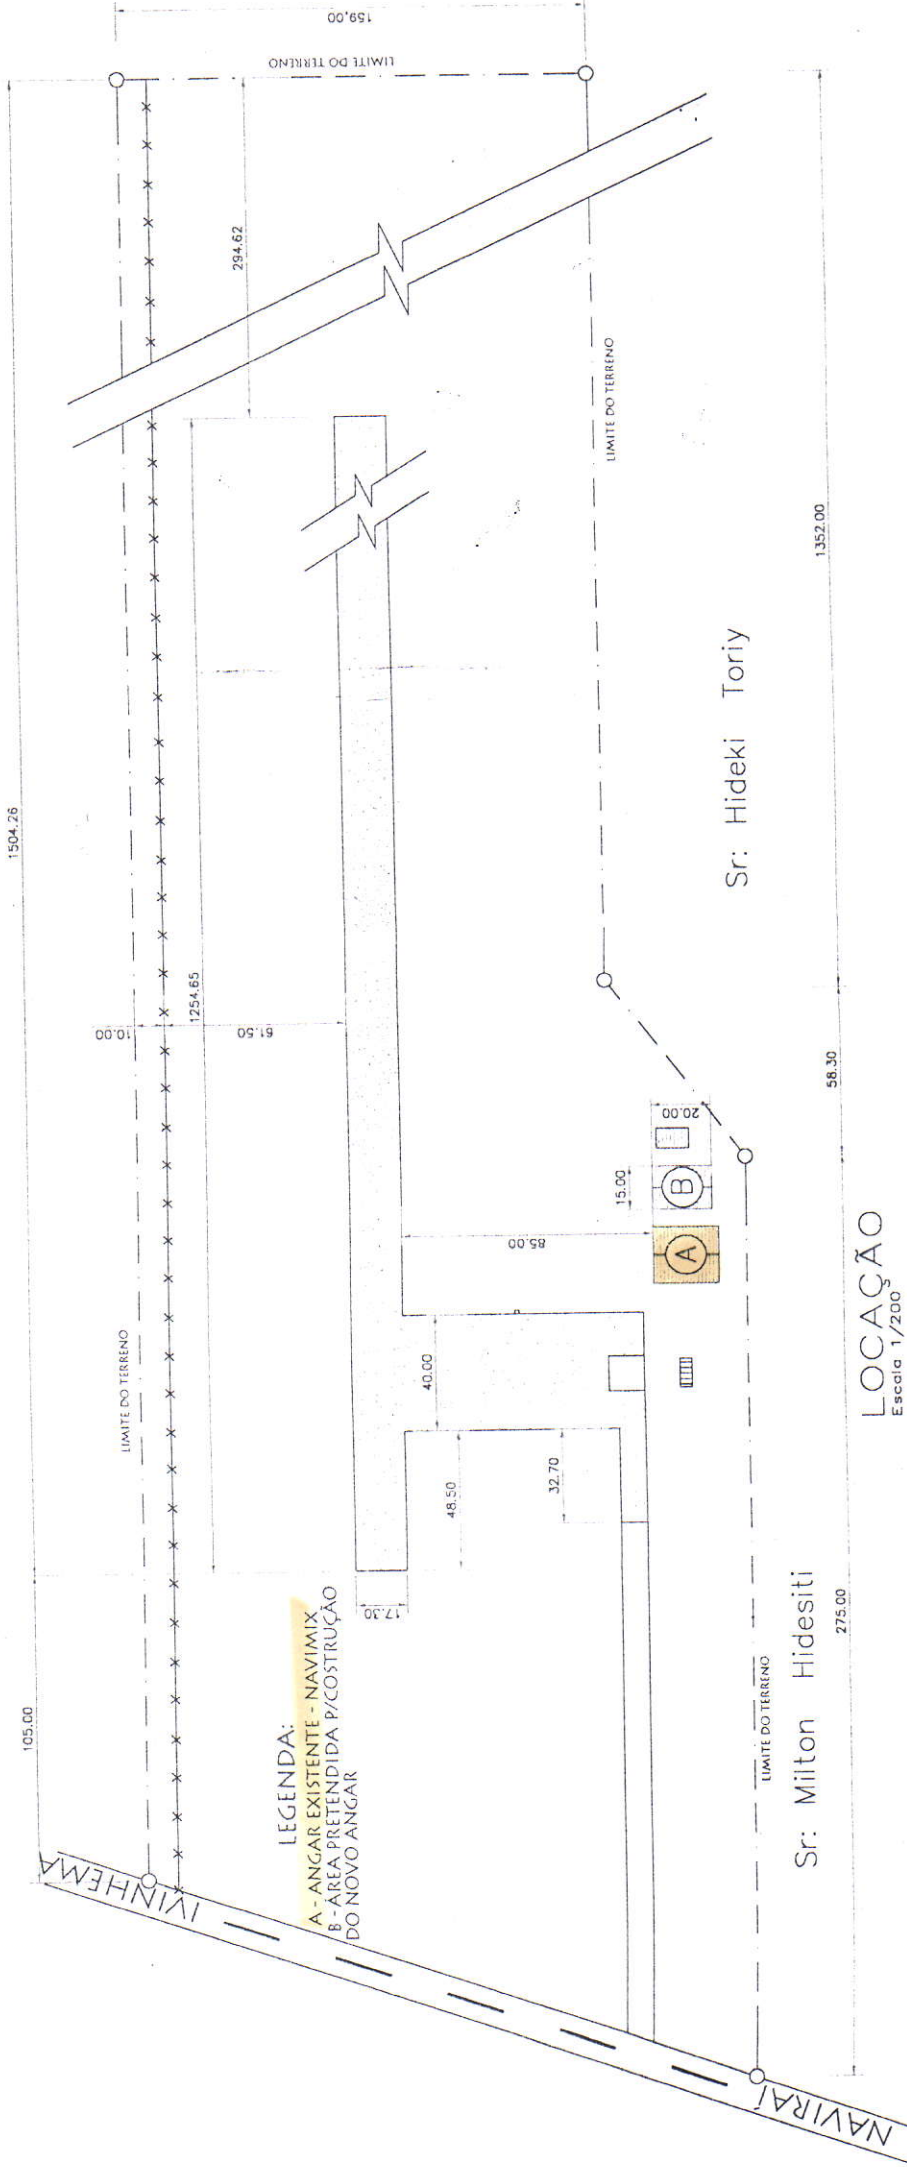 1504.26
105.00
159,00
LIMITE DO TERRENO
294.62
LIMITE DO TERRENO
10.00
1254.65
61.50
IVINHEMA
LEGENDA:
A - ANGAR EXISTENTE - NAVIMIX
B - ÁREA PRETENDIDA P/COSTRUÇÃO
DO NOVO ANGAR
17.30
48.50
40.00
32.70
85.00
15.00
20.00
A
B
LIMITE DO TERRENO
LIMITE DO TERRENO
NAVIRAÍ
Sr: Milton Hidesiti
Sr: Hideki Toriy
275.00
58.30
1352.00
LOCAÇÃO
Escala 1/200